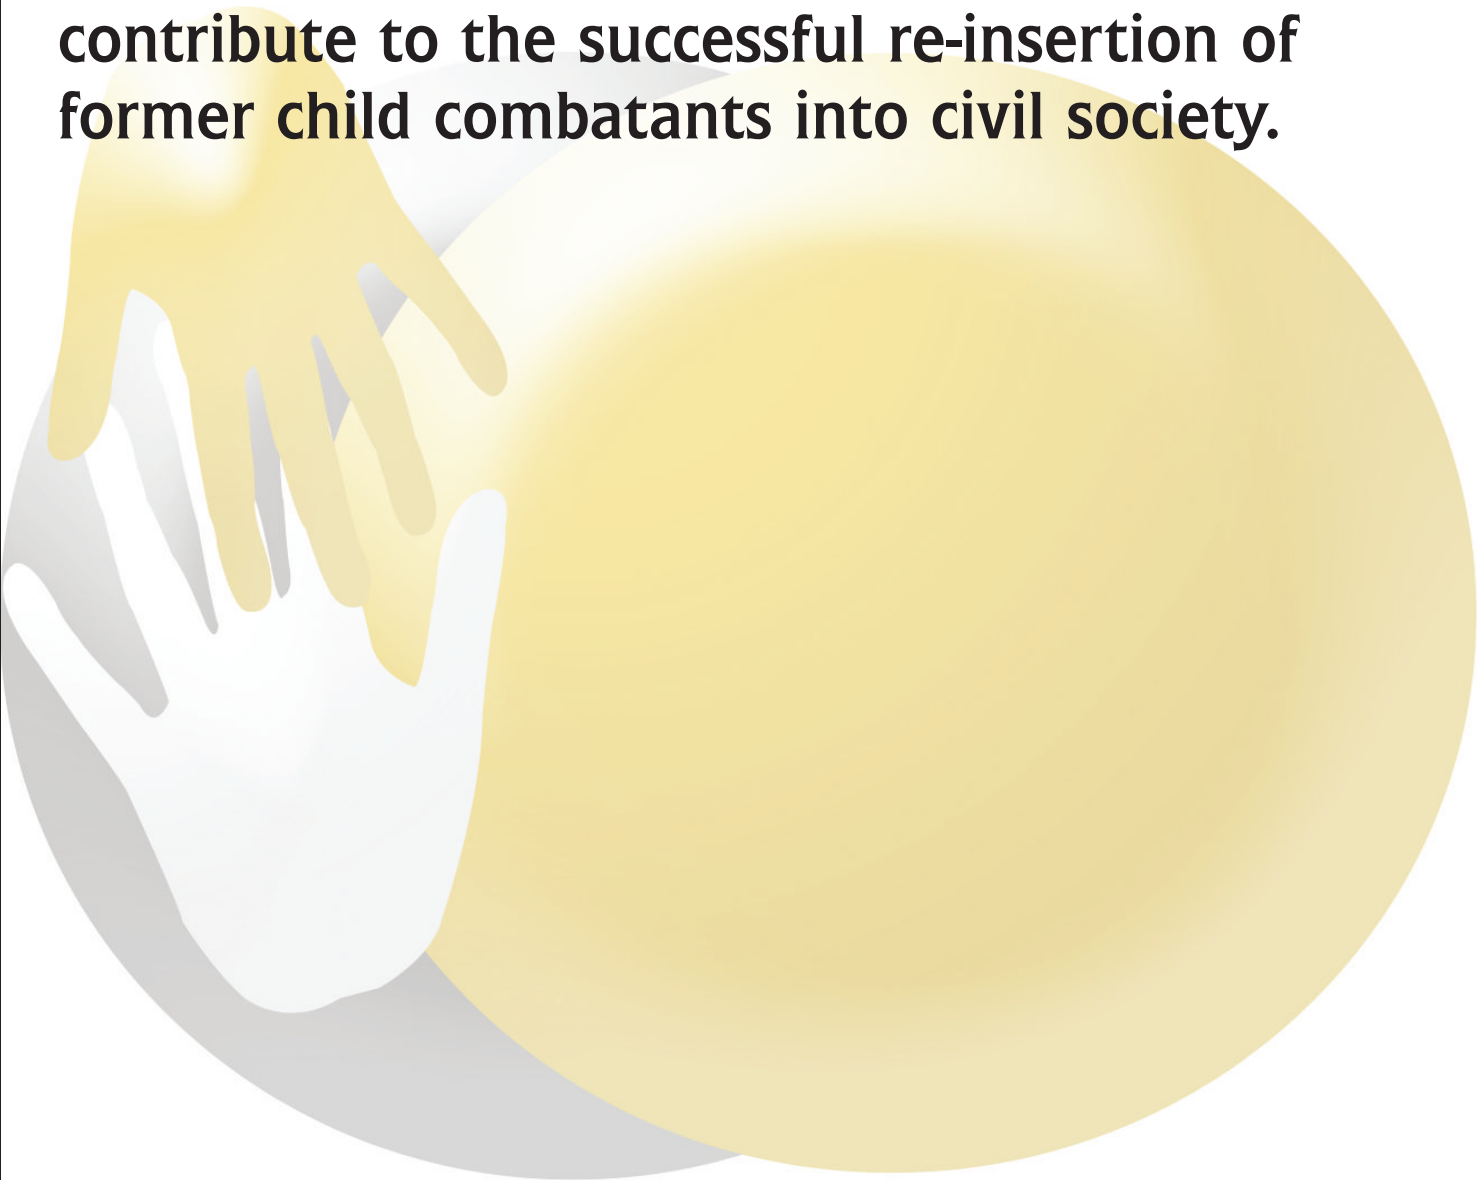 contribute to the successful re-insertion of
former child combatants into civil society.